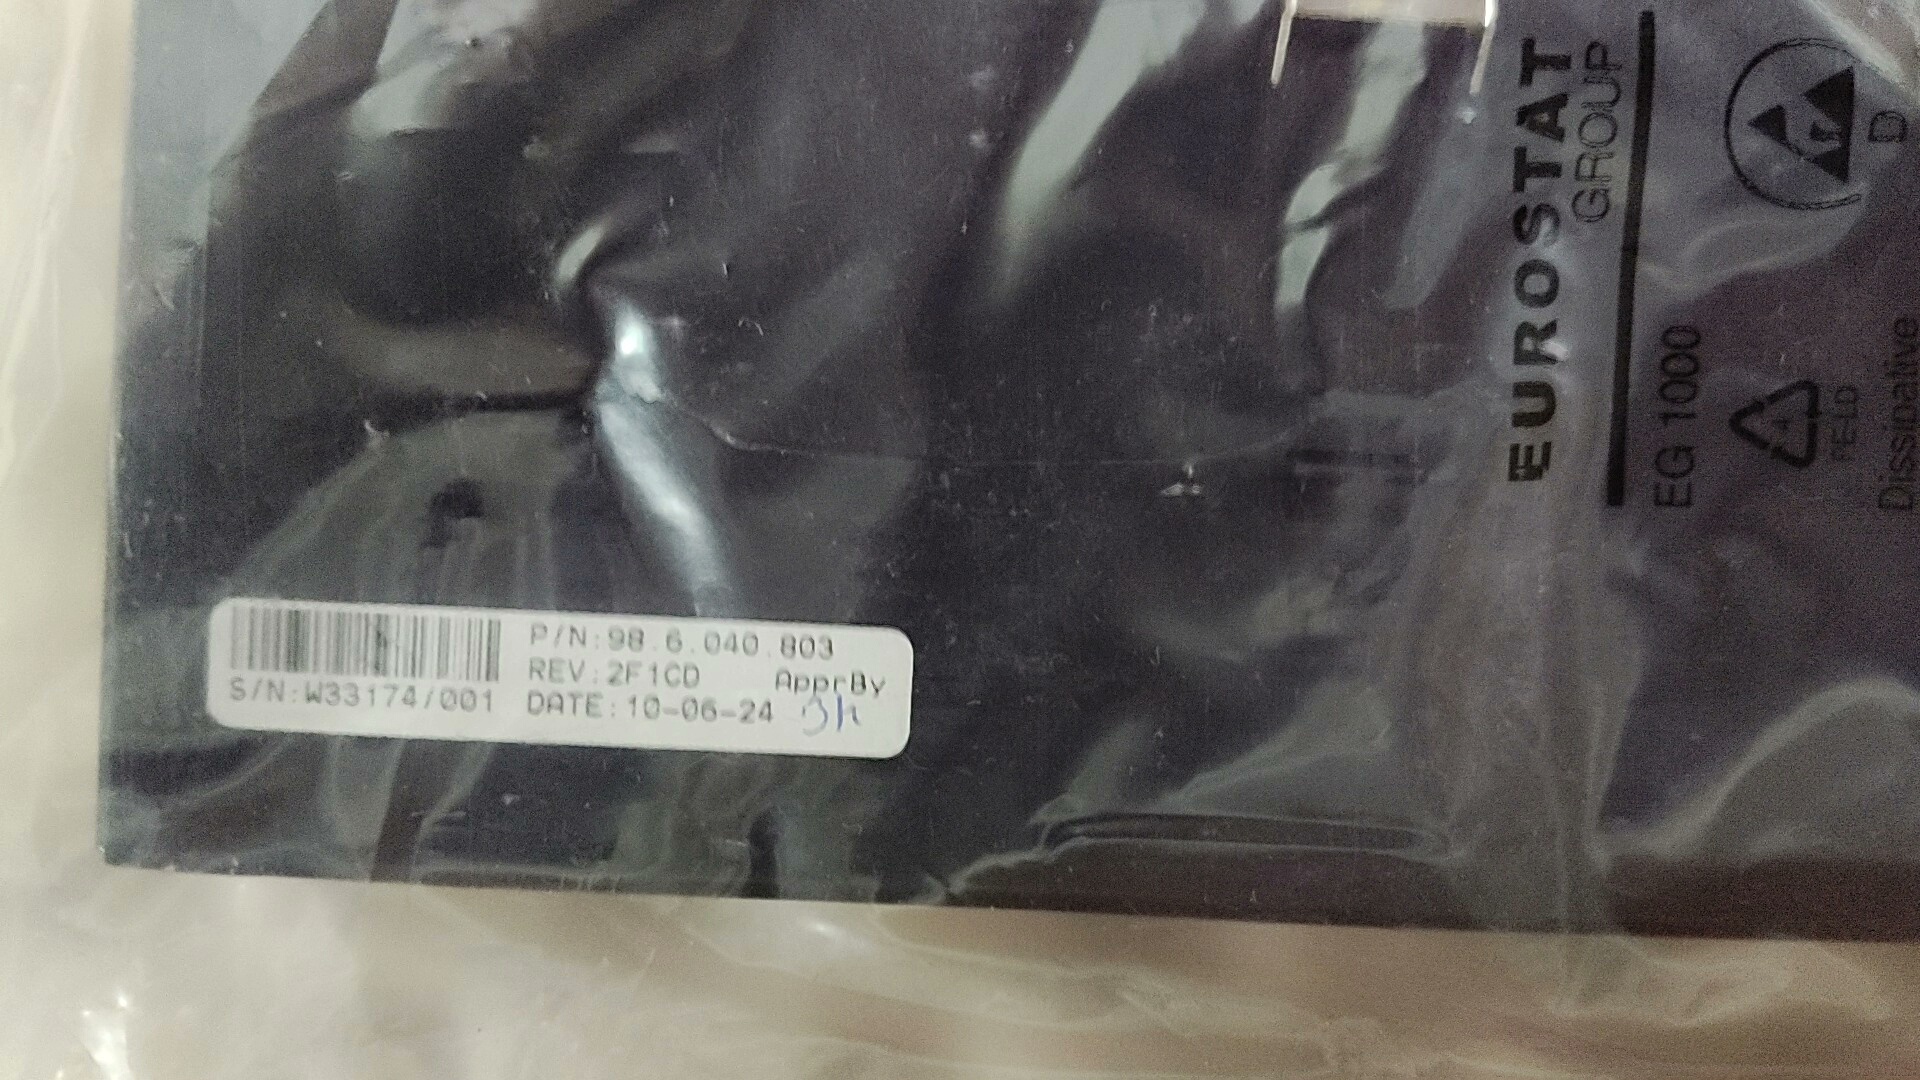 P/N:98.6.040.803
REV:2F1CD ApprBy
S/N:W33174/001 DATE:10-06-24
EUROSTAT
GROUP
EG 1000
4
PE-LD
D
Dissipative